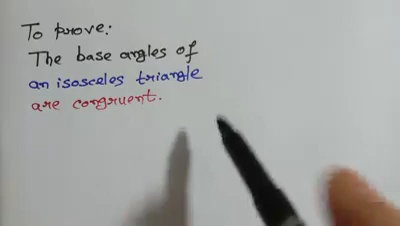 To prove:
The base angles of
an isosceles triangle
are congruent.